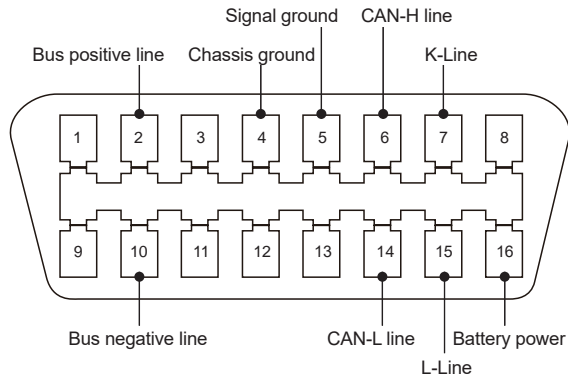 Signal ground CAN-H line
Bus positive line Chassis ground K-Line
1 2 3 4 5 6 7 8
9 10 11 12 13 14 15 16
Bus negative line CAN-L line Battery power
L-Line